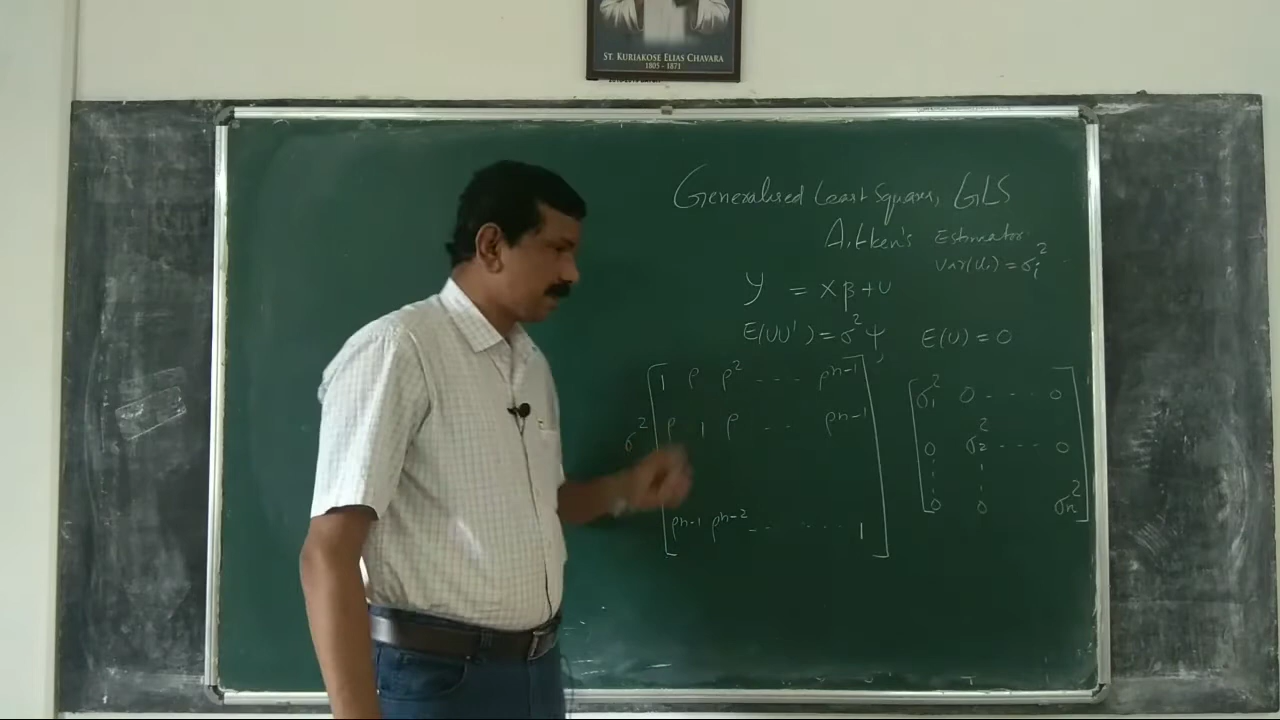 ST. KURIAKOSE ELIAS CHAVARA
1805 - 1871
Generalised Least Squares, GLS
Aitken's Estimator
Var(Ui) = σi²
Y = Xβ + U
E(UU') = σ²Ψ, E(U) = 0
σ² [ 1 ρ ρ² --- ρⁿ⁻¹
ρ 1 ρ -- ρⁿ⁻¹
ρⁿ⁻¹ ρⁿ⁻² -- ···· 1 ]
[ σ₁² 0 ---- 0
0 σ₂² --- 0
0 0 σn² ]